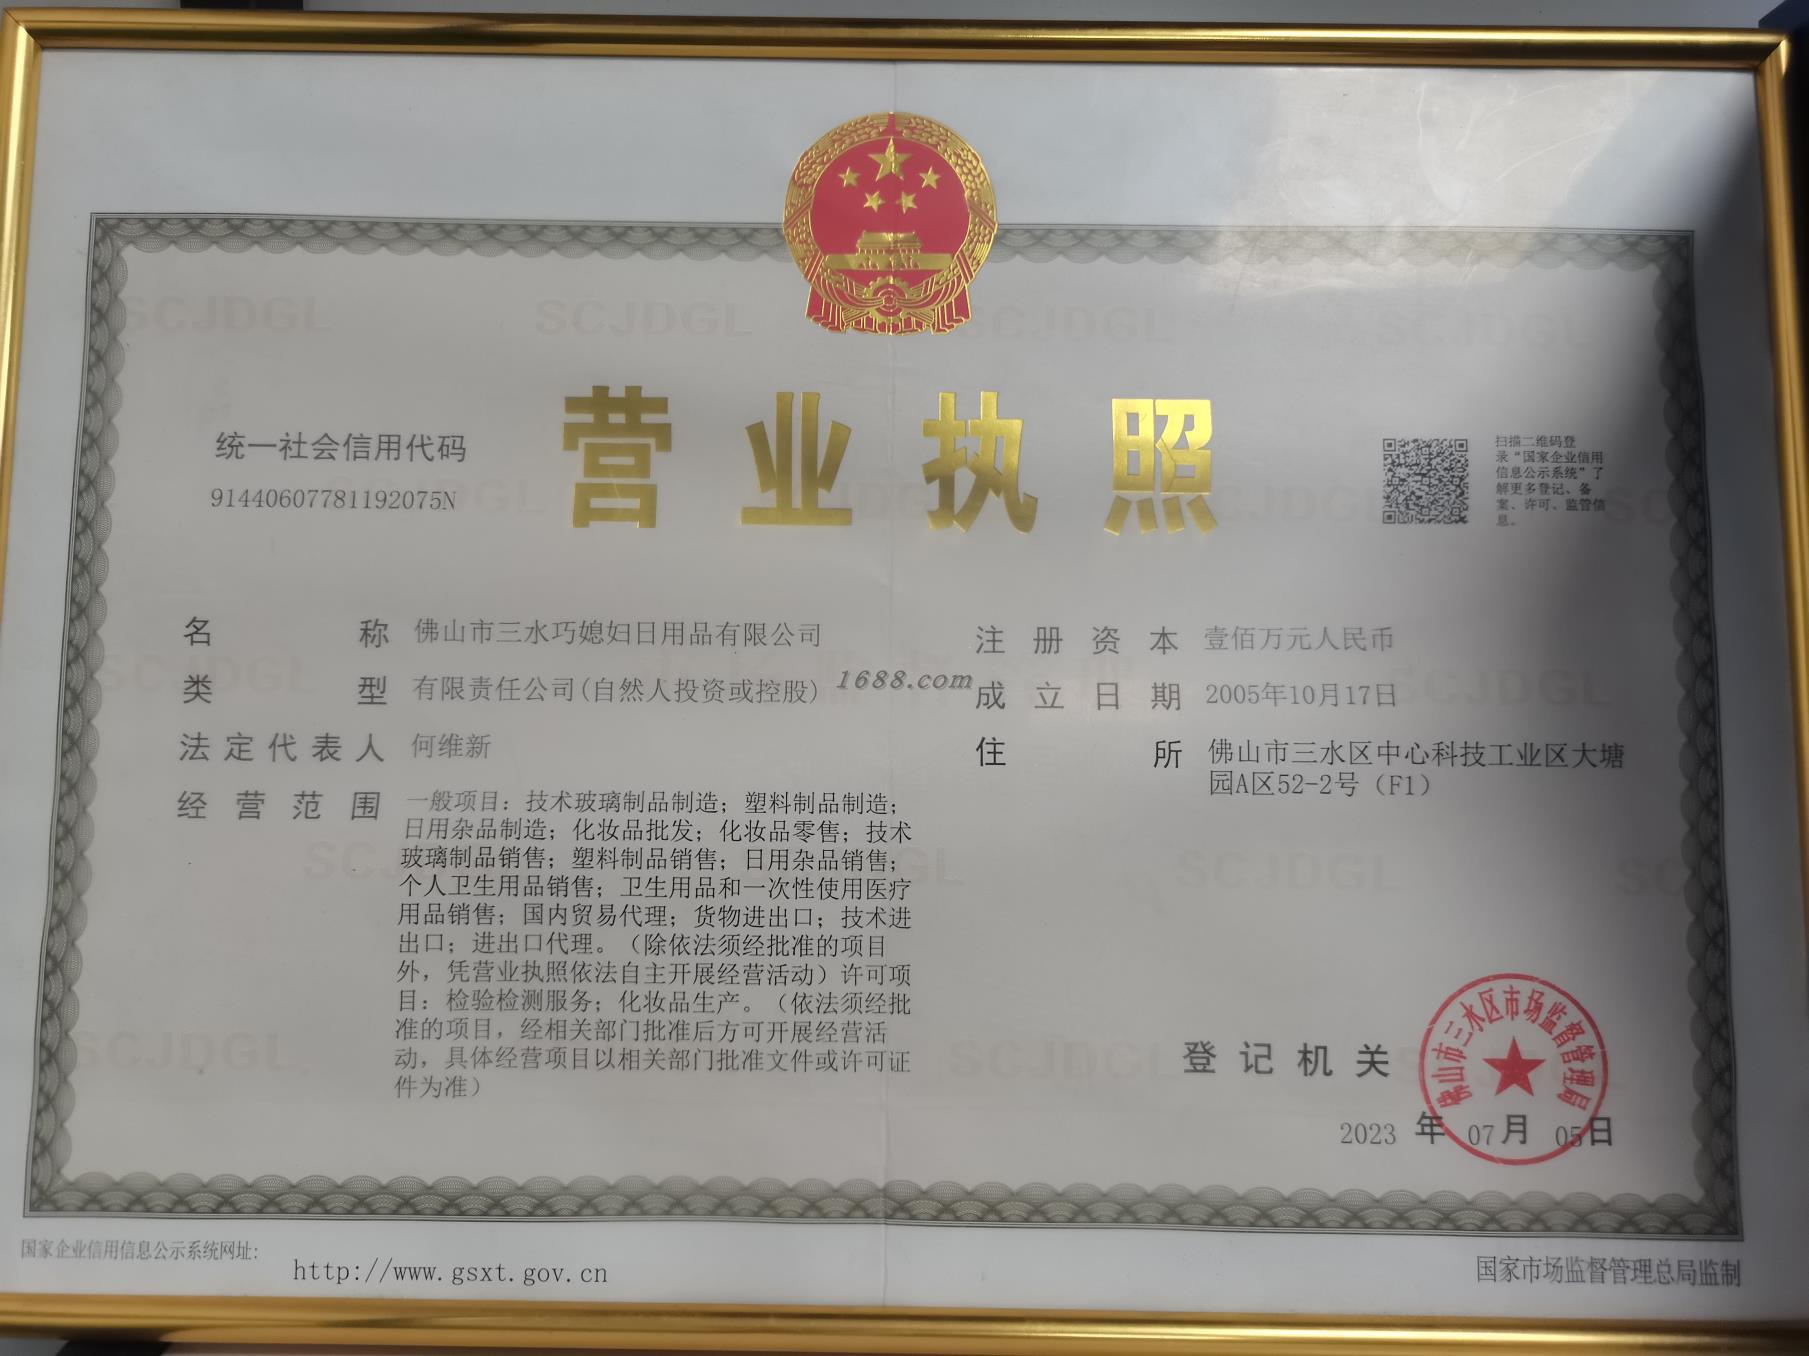 营业执照
统一社会信用代码
91440607781192075N
扫描二维码登
录“国家企业信用
信息公示系统”了
解更多登记、备
案、许可、监管信
息。
名称 佛山市三水巧媳妇日用品有限公司
类型 有限责任公司(自然人投资或控股)
法定代表人 何维新
经营范围 一般项目：技术玻璃制品制造；塑料制品制造；
日用杂品制造；化妆品批发；化妆品零售；技术
玻璃制品销售；塑料制品销售；日用杂品销售；
个人卫生用品销售；卫生用品和一次性使用医疗
用品销售；国内贸易代理；货物进出口；技术进
出口；进出口代理。（除依法须经批准的项目
外，凭营业执照依法自主开展经营活动）许可项
目：检验检测服务；化妆品生产。（依法须经批
准的项目，经相关部门批准后方可开展经营活
动，具体经营项目以相关部门批准文件或许可证
件为准）
1688.com
注册资本 壹佰万元人民币
成立日期 2005年10月17日
住所 佛山市三水区中心科技工业区大塘
园A区52-2号（F1）
登记机关
佛山市三水区市场监督管理局
2023 年 07月 05日
国家企业信用信息公示系统网址：
http://www.gsxt.gov.cn
国家市场监督管理总局监制
SCJDGL
SCJDGL
SCJDGL
SCJDGL